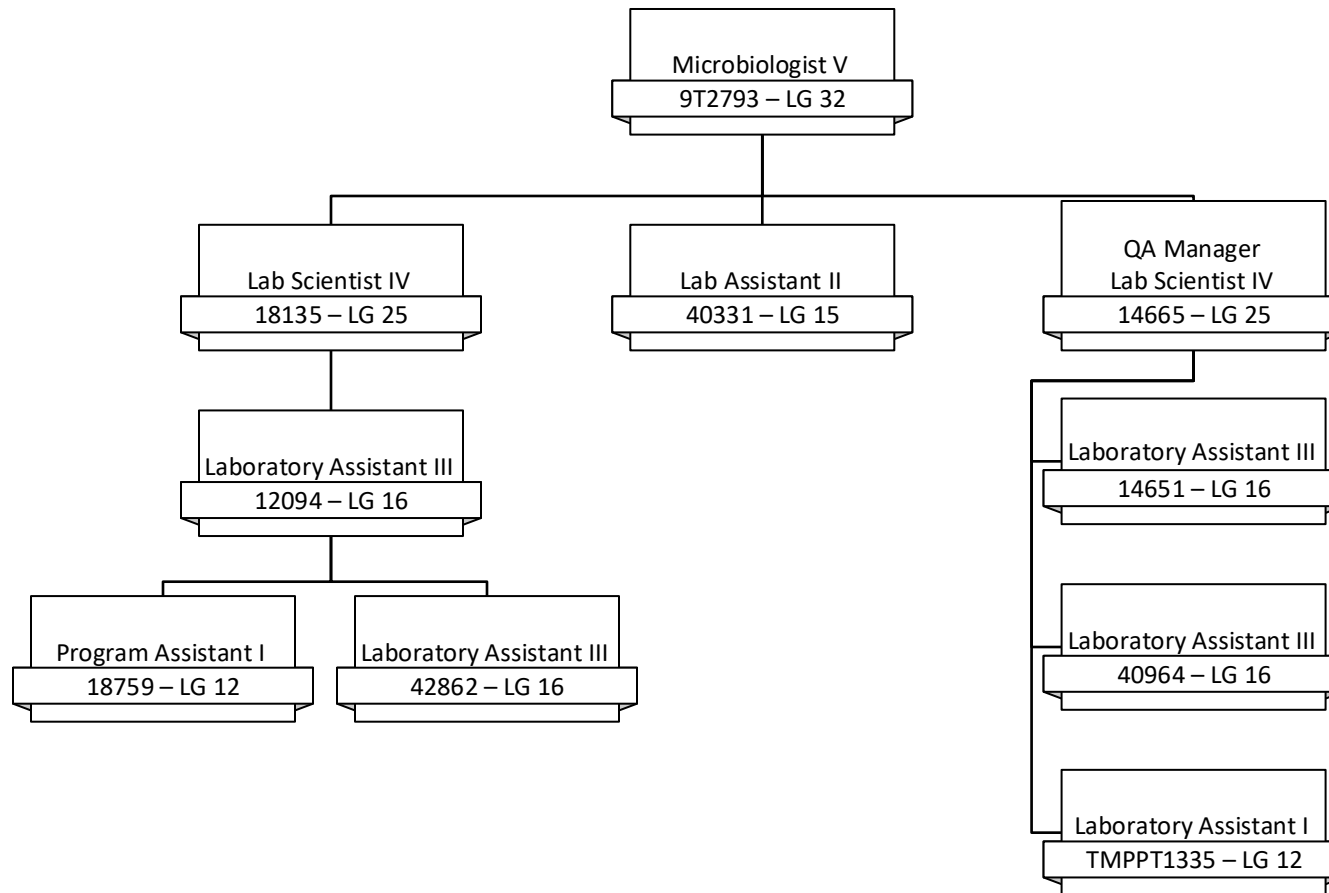 Microbiologist V
9T2793 – LG 32
Lab Scientist IV
18135 – LG 25
Lab Assistant II
40331 – LG 15
QA Manager
Lab Scientist IV
14665 – LG 25
Laboratory Assistant III
12094 – LG 16
Program Assistant I
18759 – LG 12
Laboratory Assistant III
42862 – LG 16
Laboratory Assistant III
14651 – LG 16
Laboratory Assistant III
40964 – LG 16
Laboratory Assistant I
TMPPT1335 – LG 12